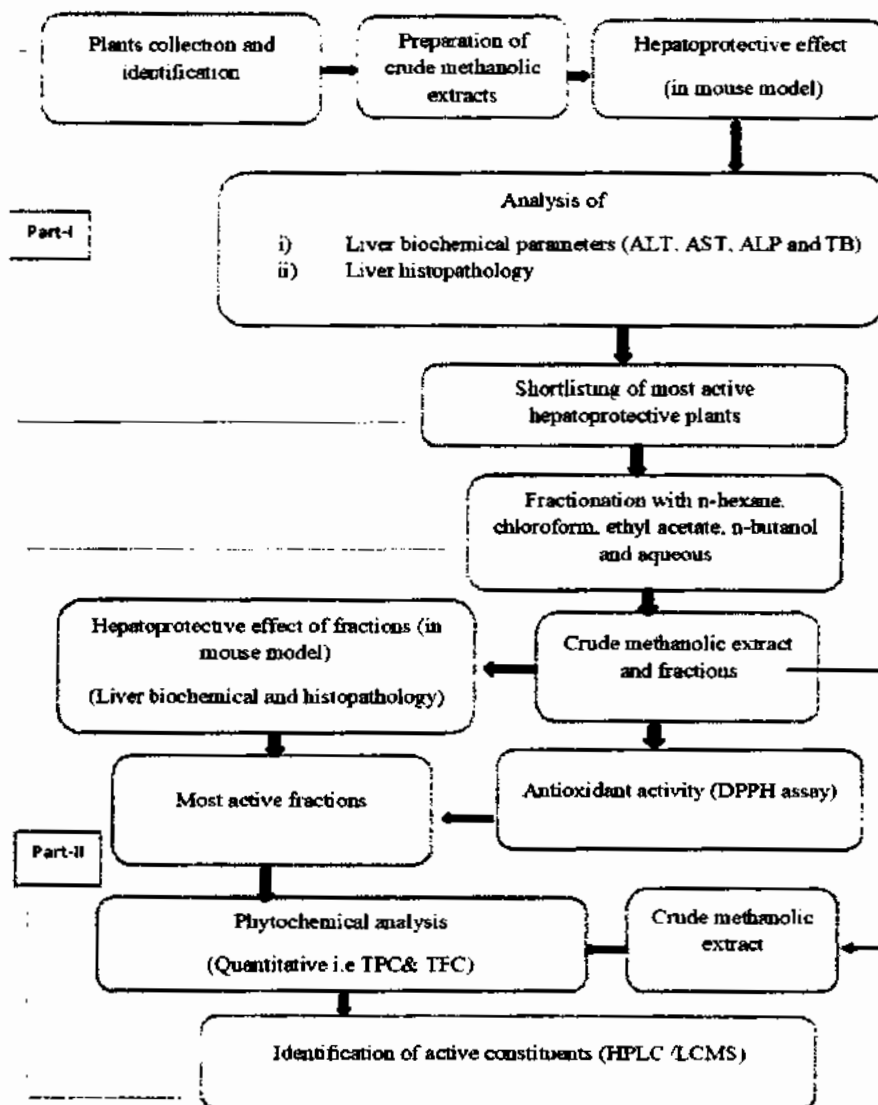 Plants collection and
identification
Preparation of
crude methanolic
extracts
Hepatoprotective effect
(in mouse model)
Part-I
Analysis of
i) Liver biochemical parameters (ALT, AST, ALP and TB)
ii) Liver histopathology
Shortlisting of most active
hepatoprotective plants
Fractionation with n-hexane,
chloroform, ethyl acetate, n-butanol
and aqueous
Hepatoprotective effect of fractions (in
mouse model)
(Liver biochemical and histopathology)
Crude methanolic extract
and fractions
Most active fractions
Antioxidant activity (DPPH assay)
Part-II
Phytochemical analysis
(Quantitative i.e TPC& TFC)
Crude methanolic
extract
Identification of active constituents (HPLC /LCMS)